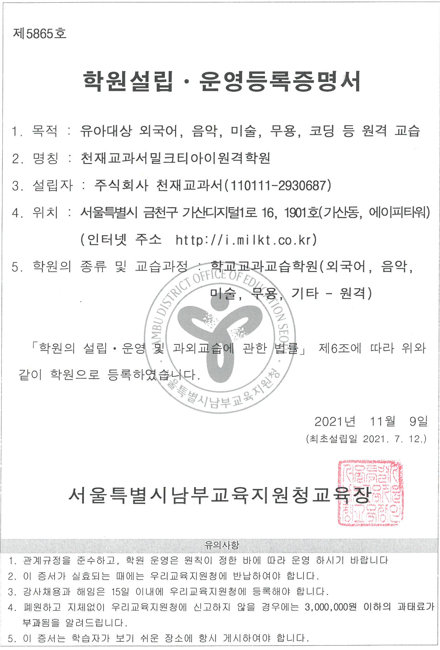 제5865호
학원설립・운영등록증명서
1. 목적 : 유아대상 외국어, 음악, 미술, 무용, 코딩 등 원격 교습
2. 명칭 : 천재교과서밀크티아이원격학원
3. 설립자 : 주식회사 천재교과서(110111-2930687)
4. 위치 : 서울특별시 금천구 가산디지털1로 16, 1901호(가산동, 에이피타워)
(인터넷 주소 http://i.milkt.co.kr)
5. 학원의 종류 및 교습과정 : 학교교과교습학원(외국어, 음악,
미술, 무용, 기타 - 원격)
NAMBU DISTRICT OFFICE OF EDUCATION SEOUL
서울특별시남부교육지원청
「학원의 설립・운영 및 과외교습에 관한 법률」 제6조에 따라 위와
같이 학원으로 등록하였습니다.
2021년 11월 9일
(최초설립일 2021. 7. 12.)
서울특별시남부교육지원청교육장
유의사항
1. 관계규정을 준수하고, 학원 운영은 원칙이 정한 바에 따라 운영 하시기 바랍니다
2. 이 증서가 실효되는 때에는 우리교육지원청에 반납하여야 합니다.
3. 강사채용과 해임은 15일 이내에 우리교육지원청에 등록해야 합니다.
4. 폐원하고 지체없이 우리교육지원청에 신고하지 않을 경우에는 3,000,000원 이하의 과태료가
부과됨을 알려드립니다.
5. 이 증서는 학습자가 보기 쉬운 장소에 항시 게시하여야 합니다.